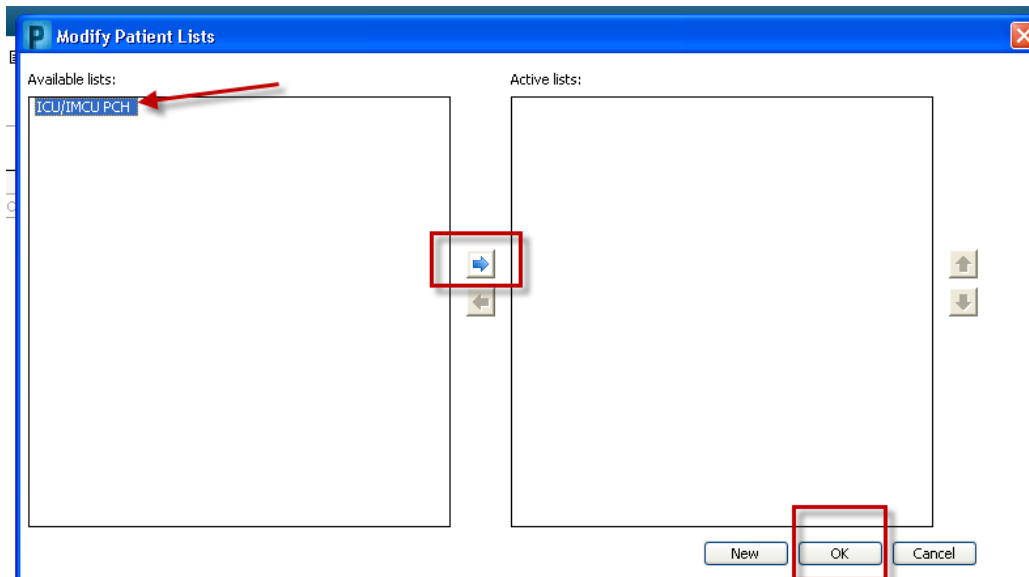 P Modify Patient Lists
Available lists:
Active lists:
ICU/IMCU PCH
New
OK
Cancel